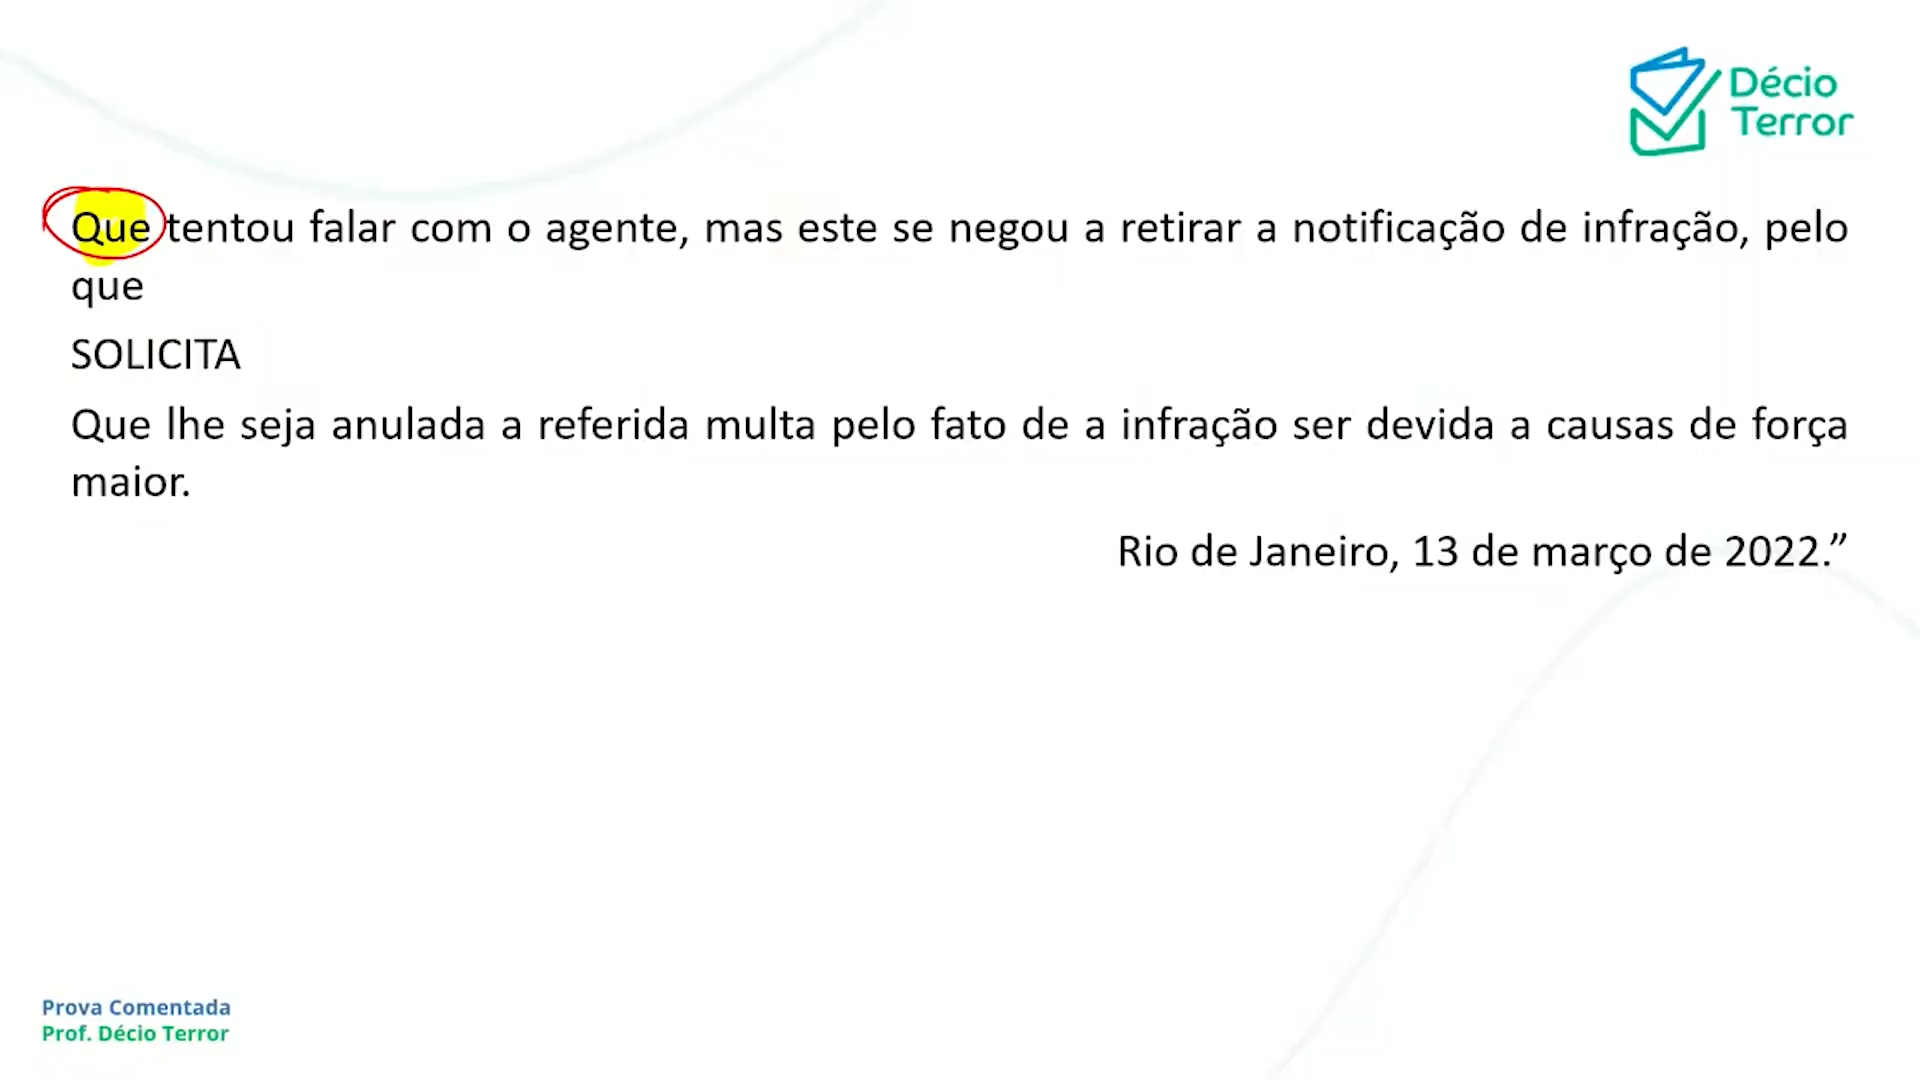 Décio
Terror
Que tentou falar com o agente, mas este se negou a retirar a notificação de infração, pelo
que
SOLICITA
Que lhe seja anulada a referida multa pelo fato de a infração ser devida a causas de força
maior.
Rio de Janeiro, 13 de março de 2022.”
Prova Comentada
Prof. Décio Terror